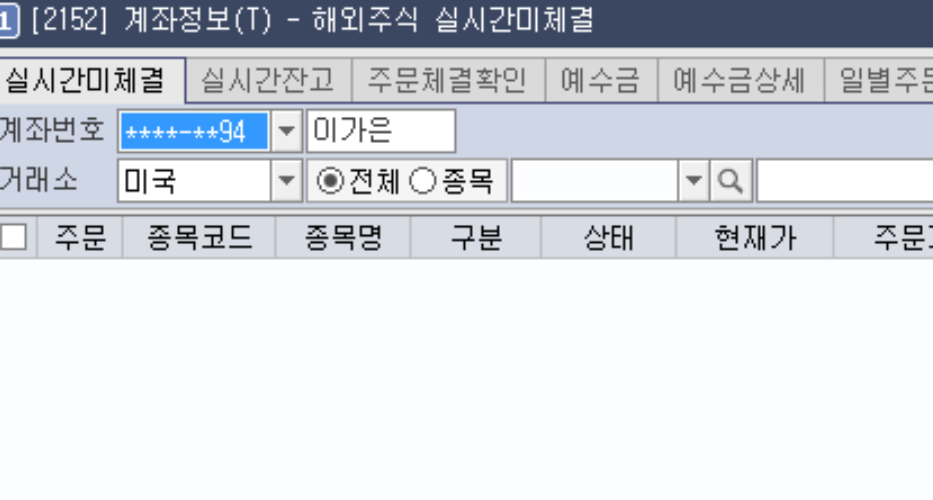 1 [2152] 계좌정보(T) - 해외주식 실시간미체결
실시간미체결 실시간잔고 주문체결확인 예수금 예수금상세 일별주문
계좌번호 ****-**94 이가은
거래소 미국 전체 종목
주문 종목코드 종목명 구분 상태 현재가 주문